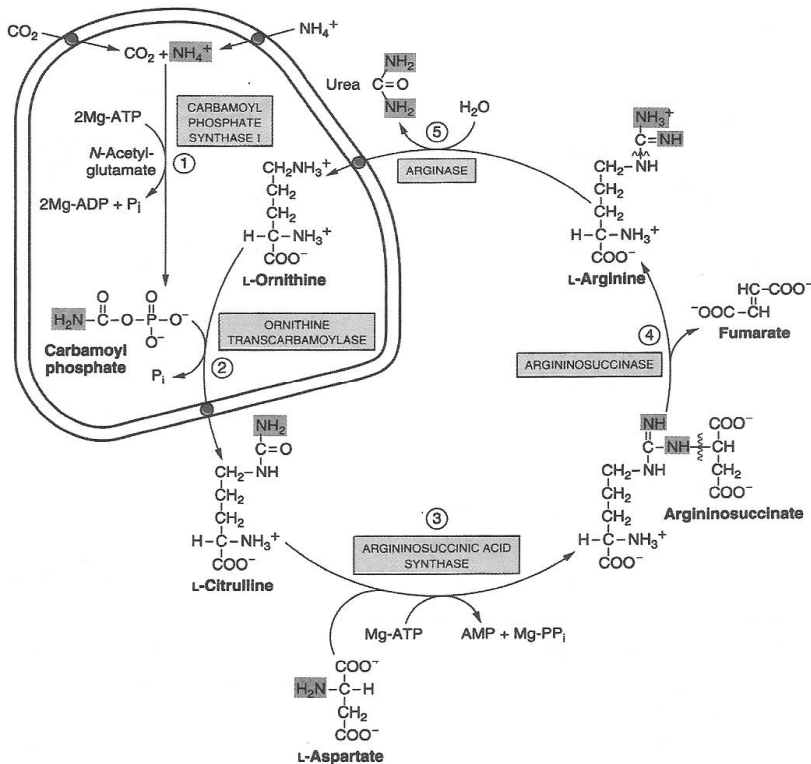 CO₂
NH₄⁺
CO₂ + NH₄⁺
CARBAMOYL
PHOSPHATE
SYNTHASE I
2Mg-ATP
N-Acetyl-
glutamate
①
2Mg-ADP + Pᵢ
Urea
NH₂
C=O
NH₂
H₂O
⑤
ARGINASE
CH₂NH₃⁺
CH₂
CH₂
H–C–NH₃⁺
COO⁻
L-Ornithine
NH₃⁺
C=NH
NH
CH₂
CH₂
CH₂
H–C–NH₃⁺
COO⁻
L-Arginine
HC-COO⁻
⁻OOC-CH
Fumarate
④
ARGININOSUCCINASE
H₂N–C–O–P–O⁻
O
O
O⁻
Carbamoyl
phosphate
ORNITHINE
TRANSCARBAMOYLASE
②
Pᵢ
NH₂
C=O
CH₂–NH
CH₂
CH₂
H–C–NH₃⁺
COO⁻
L-Citrulline
③
ARGININOSUCCINIC ACID
SYNTHASE
Mg-ATP
AMP + Mg-PPᵢ
NH
C–NH–CH
CH₂–NH
CH₂
CH₂
H–C–NH₃⁺
COO⁻
COO⁻
CH₂
COO⁻
Argininosuccinate
COO⁻
H₂N–C–H
CH₂
COO⁻
L-Aspartate